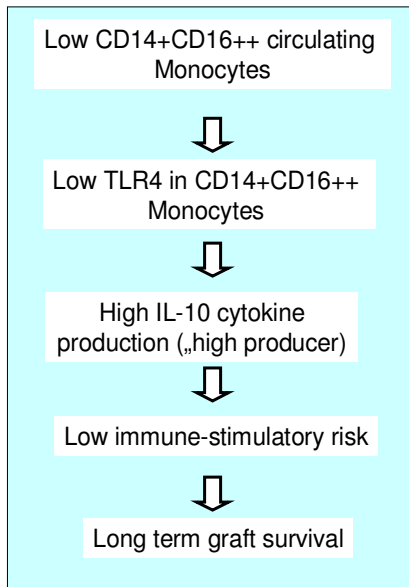 Low CD14+CD16++ circulating
Monocytes
Low TLR4 in CD14+CD16++
Monocytes
High IL-10 cytokine
production („high producer)
Low immune-stimulatory risk
Long term graft survival